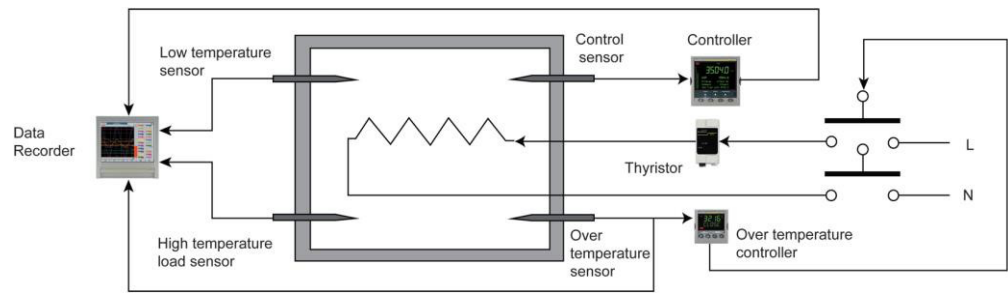 Low temperature
sensor
Control
sensor
Controller
Data
Recorder
Thyristor
L
N
High temperature
load sensor
Over
temperature
sensor
Over temperature
controller